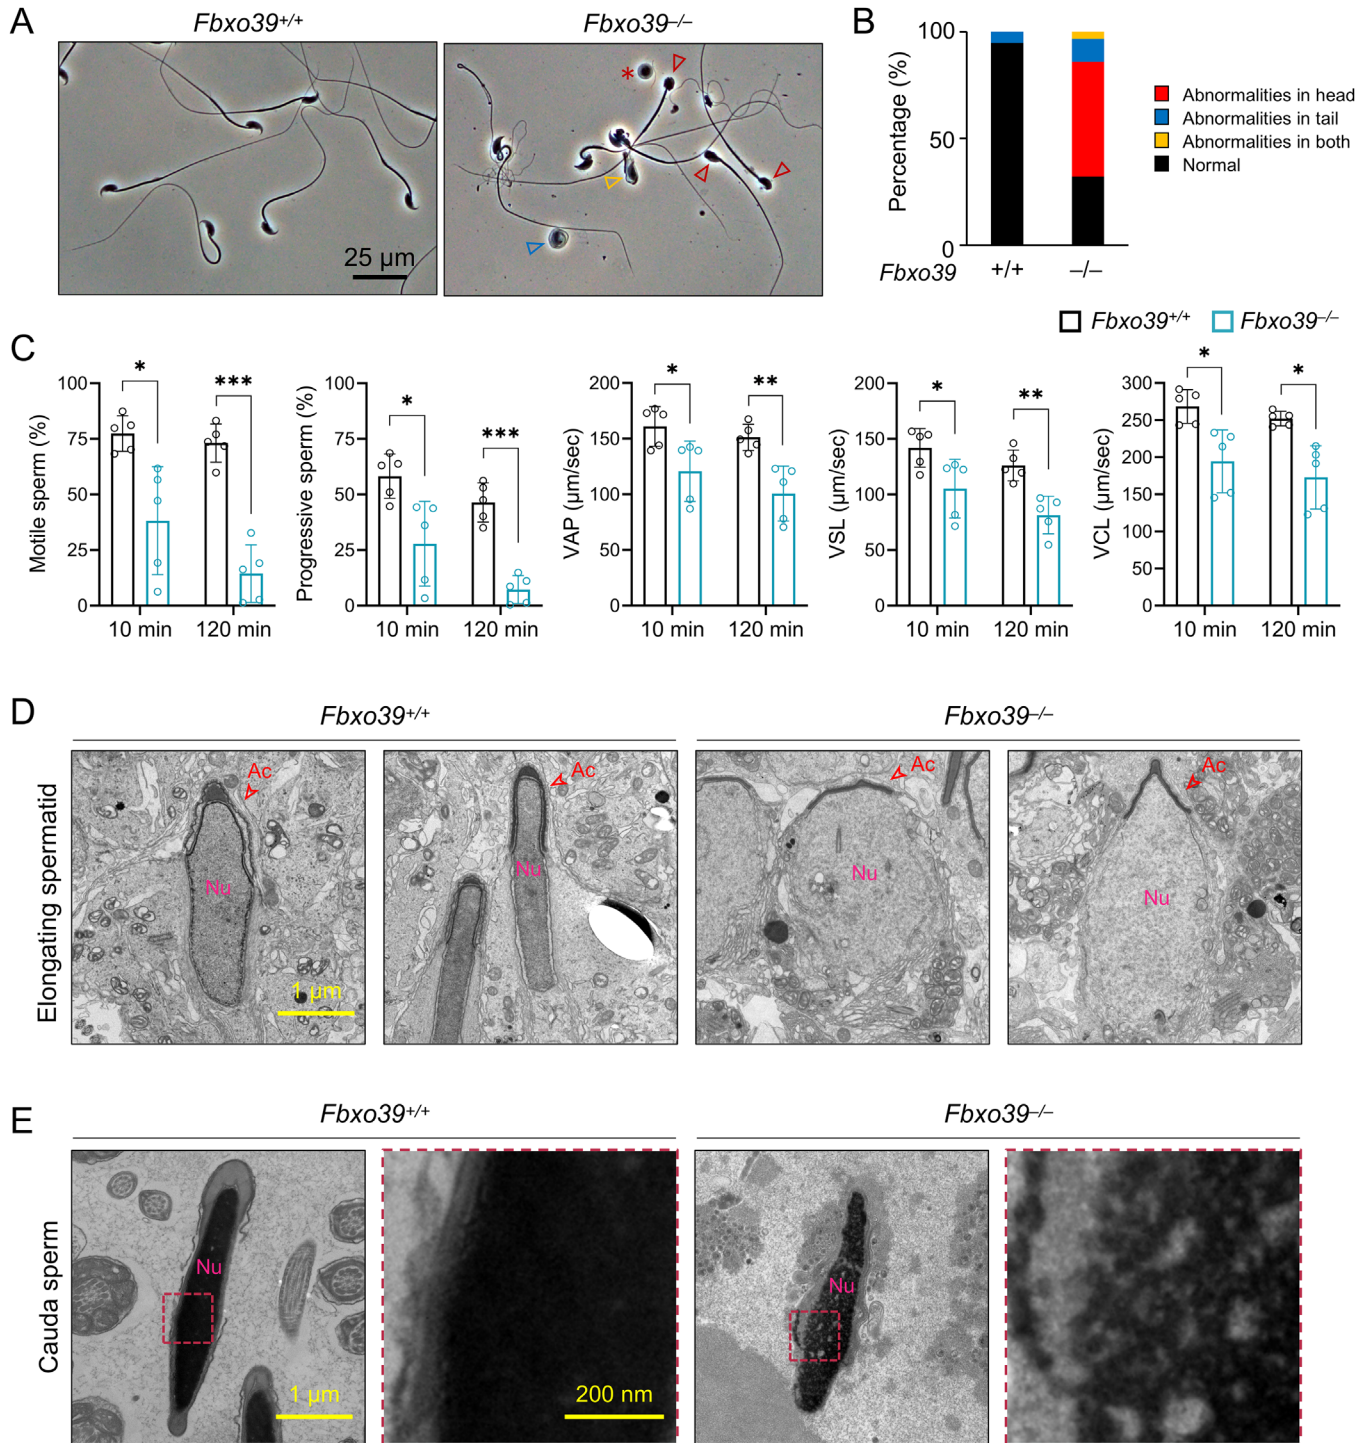 A
Fbxo39+/+
Fbxo39–/–
*
25 µm
B
Percentage (%)
100
50
0
Fbxo39
+/+
–/–
Abnormalities in head
Abnormalities in tail
Abnormalities in both
Normal
C
Fbxo39+/+
Fbxo39–/–
Motile sperm (%)
100
75
50
25
0
*
***
10 min
120 min
Progressive sperm (%)
100
75
50
25
0
*
***
10 min
120 min
VAP (µm/sec)
200
150
100
50
0
*
**
10 min
120 min
VSL (µm/sec)
200
150
100
50
0
*
**
10 min
120 min
VCL (µm/sec)
300
250
200
150
100
50
0
*
*
10 min
120 min
D
Fbxo39+/+
Fbxo39–/–
Elongating spermatid
Ac
Nu
1 µm
Ac
Nu
Ac
Nu
Ac
Nu
E
Fbxo39+/+
Fbxo39–/–
Cauda sperm
Nu
1 µm
200 nm
Nu